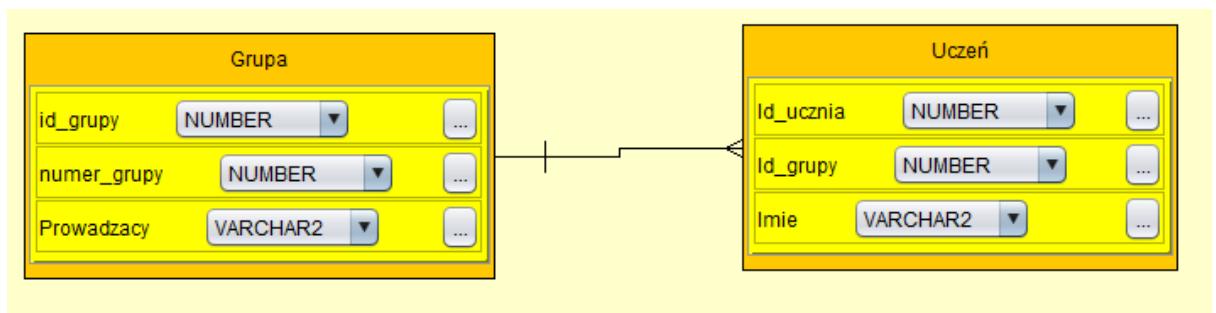 Grupa
id_grupy NUMBER ...
numer_grupy NUMBER ...
Prowadzacy VARCHAR2 ...
Uczeń
Id_ucznia NUMBER ...
Id_grupy NUMBER ...
Imie VARCHAR2 ...